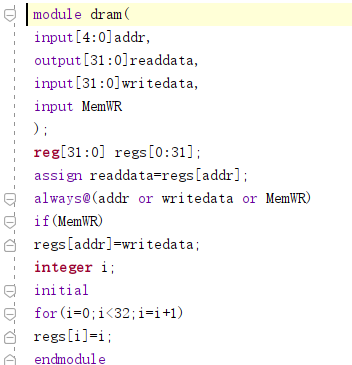 module dram(
input[4:0]addr,
output[31:0]readdata,
input[31:0]writedata,
input MemWR
);
reg[31:0] regs[0:31];
assign readdata=regs[addr];
always@(addr or writedata or MemWR)
if(MemWR)
regs[addr]=writedata;
integer i;
initial
for(i=0;i<32;i=i+1)
regs[i]=i;
endmodule